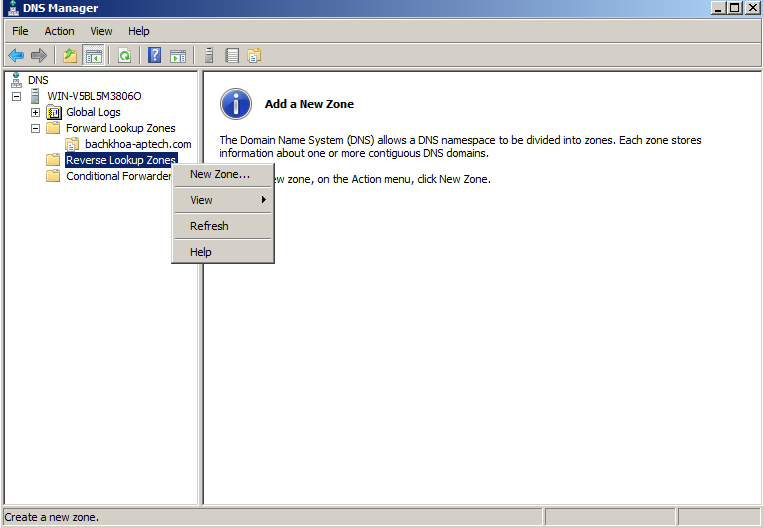 DNS Manager
File Action View Help
DNS
WIN-V5BL5M3806O
Global Logs
Forward Lookup Zones
bachkhoa-aptech.com
Reverse Lookup Zones
Conditional Forwarder
New Zone...
View
Refresh
Help
Add a New Zone
The Domain Name System (DNS) allows a DNS namespace to be divided into zones. Each zone stores
information about one or more contiguous DNS domains.
ew zone, on the Action menu, click New Zone.
Create a new zone.